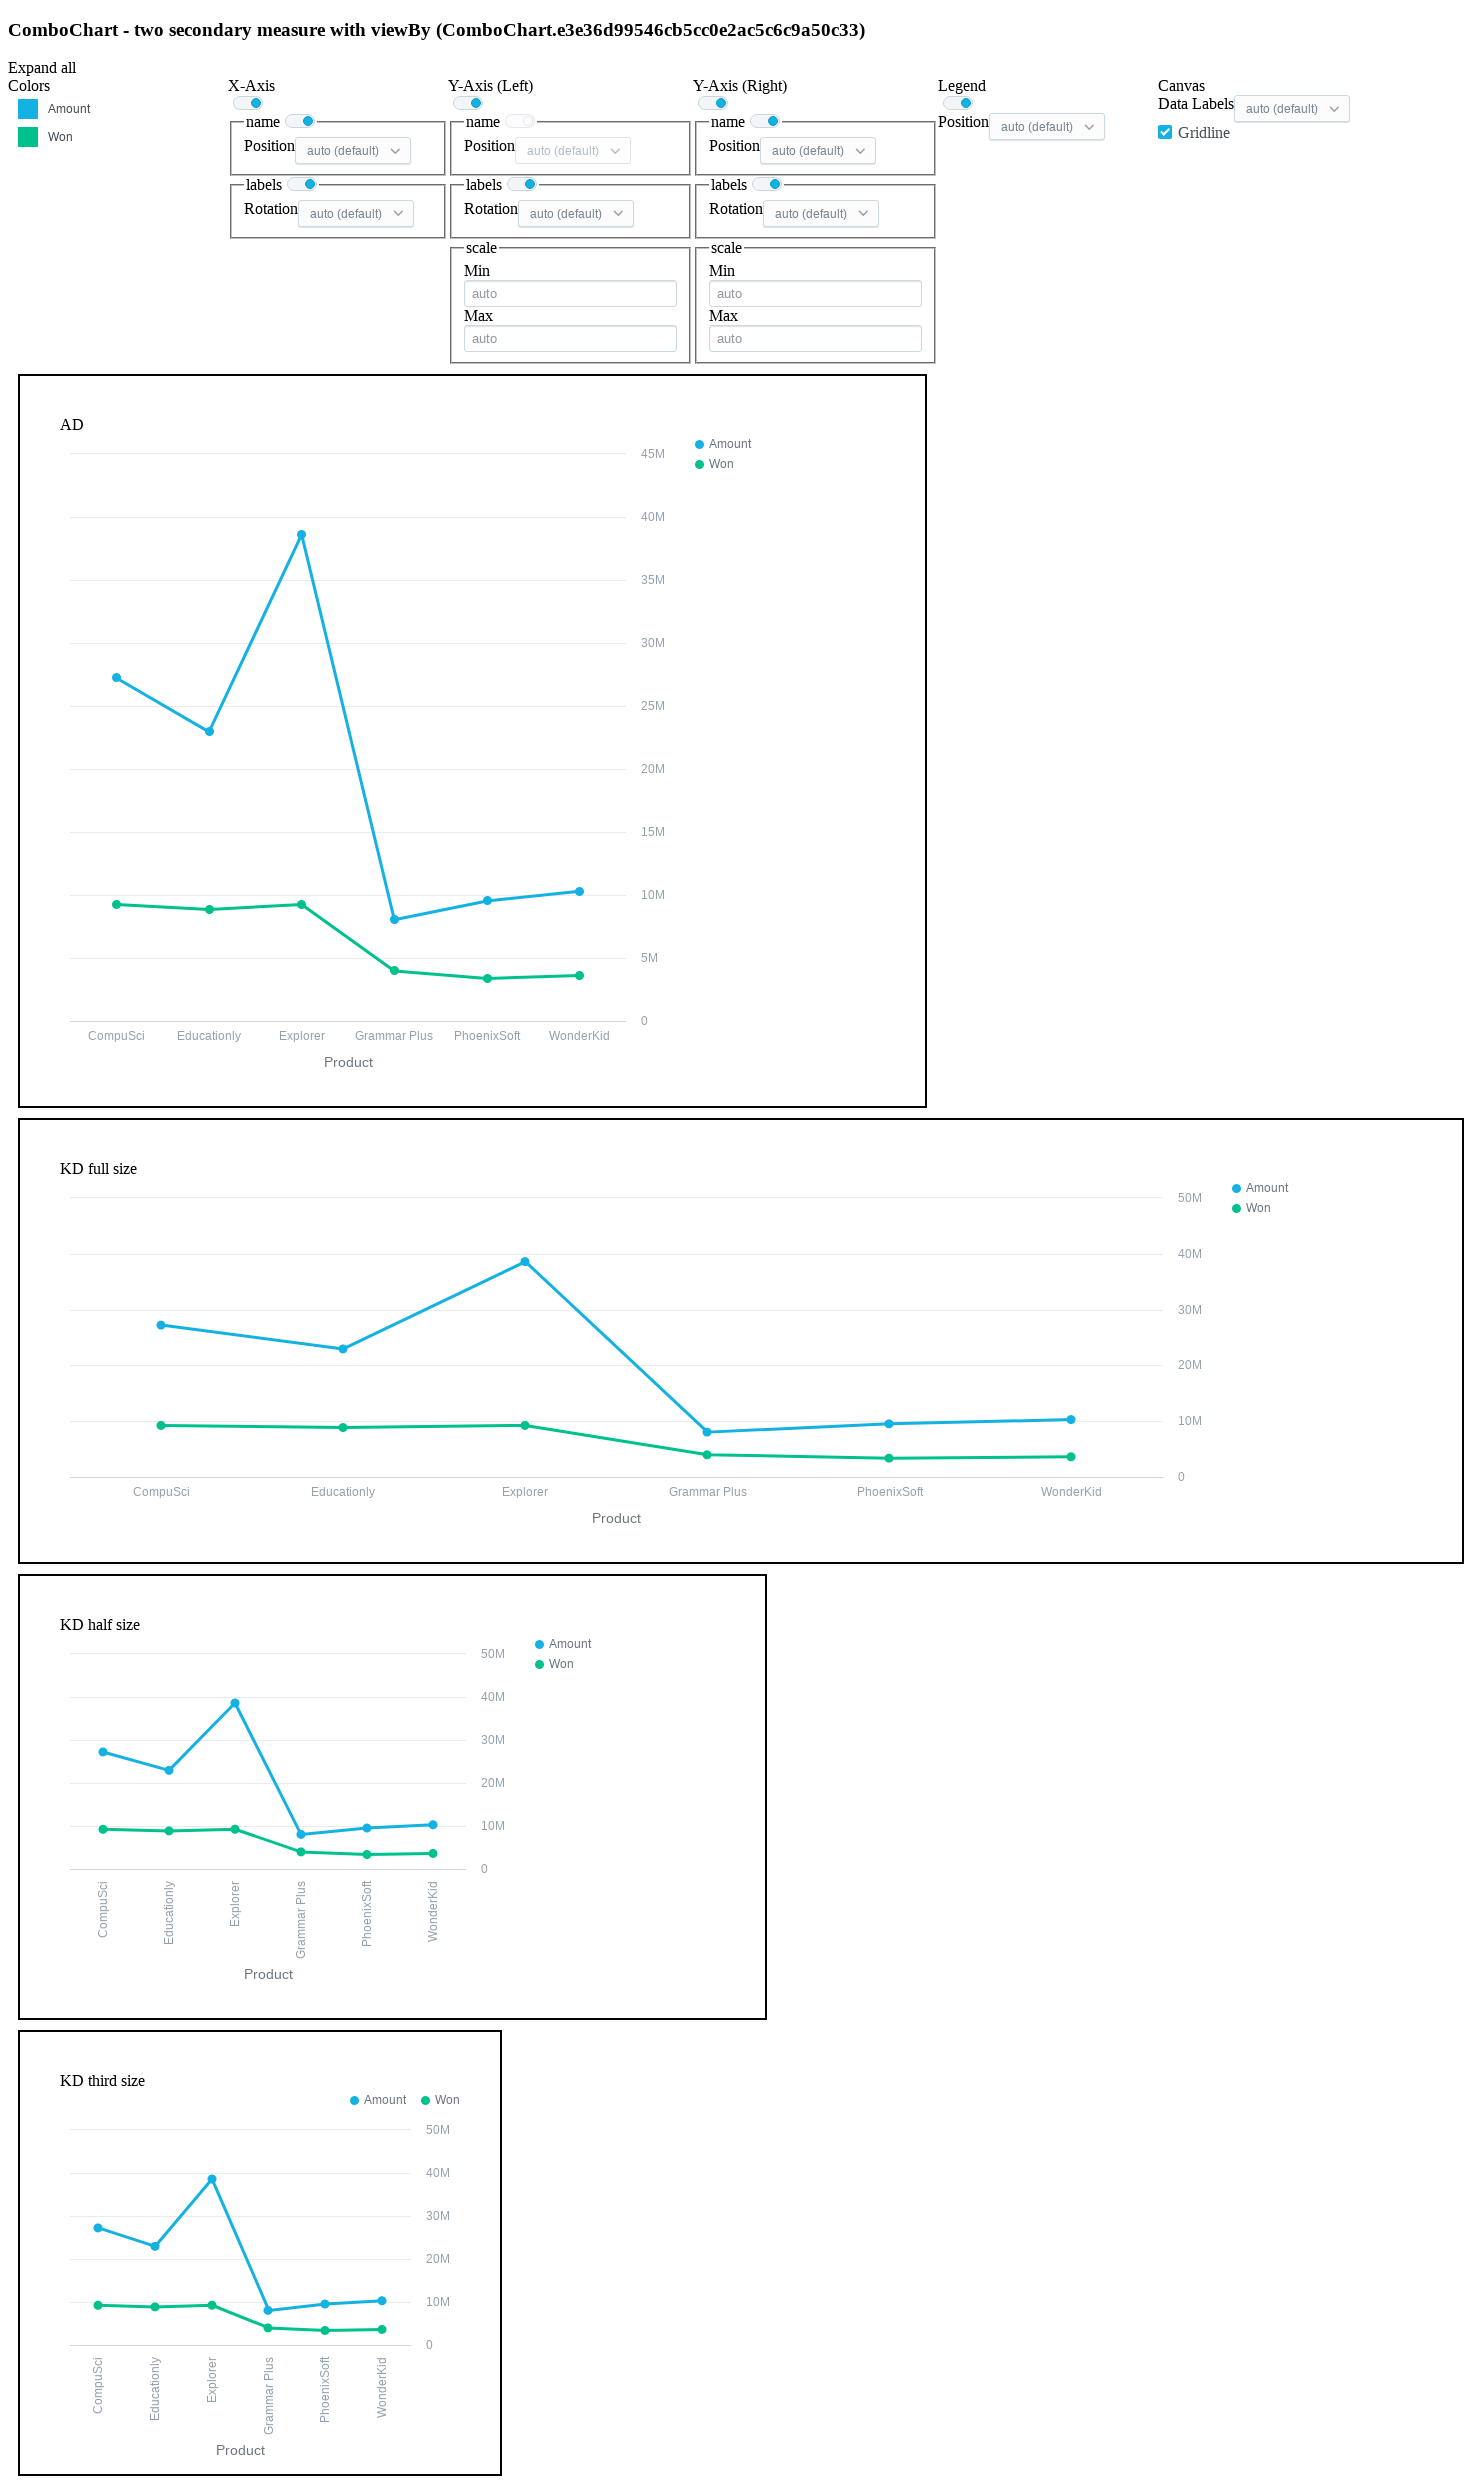 ComboChart - two secondary measure with viewBy (ComboChart.e3e36d99546cb5cc0e2ac5c6c9a50c33)
Expand all
Colors
Amount
Won
X-Axis
name
Position auto (default)
labels
Rotation auto (default)
Y-Axis (Left)
name
Position auto (default)
labels
Rotation auto (default)
scale
Min
auto
Max
auto
Y-Axis (Right)
name
Position auto (default)
labels
Rotation auto (default)
scale
Min
auto
Max
auto
Legend
Position auto (default)
Canvas
Data Labels auto (default)
Gridline
AD
Amount
Won
45M
40M
35M
30M
25M
20M
15M
10M
5M
0
CompuSci Educationly Explorer Grammar Plus PhoenixSoft WonderKid
Product
KD full size
Amount
Won
50M
40M
30M
20M
10M
0
CompuSci Educationly Explorer Grammar Plus PhoenixSoft WonderKid
Product
KD half size
Amount
Won
50M
40M
30M
20M
10M
0
CompuSci
Educationly
Explorer
Grammar Plus
PhoenixSoft
WonderKid
Product
KD third size
Amount Won
50M
40M
30M
20M
10M
0
CompuSci
Educationly
Explorer
Grammar Plus
PhoenixSoft
WonderKid
Product